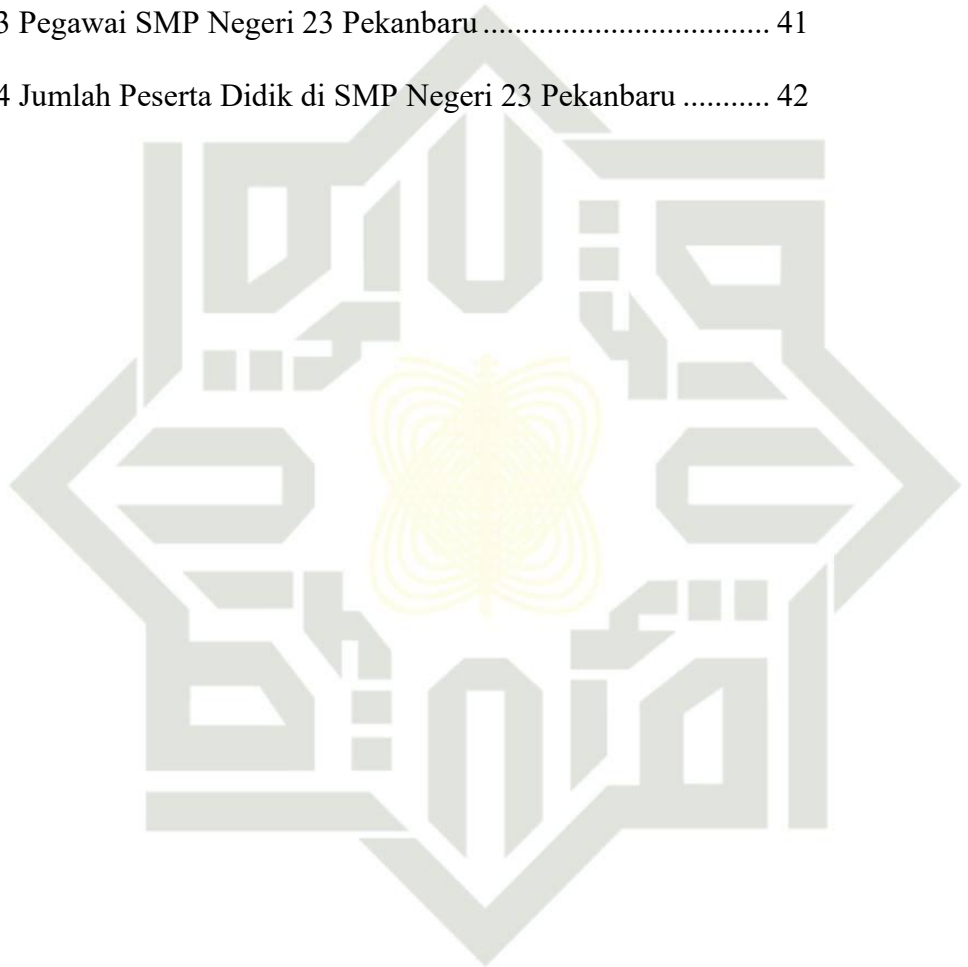 3 Pegawai SMP Negeri 23 Pekanbaru .................................... 41
4 Jumlah Peserta Didik di SMP Negeri 23 Pekanbaru ........... 42